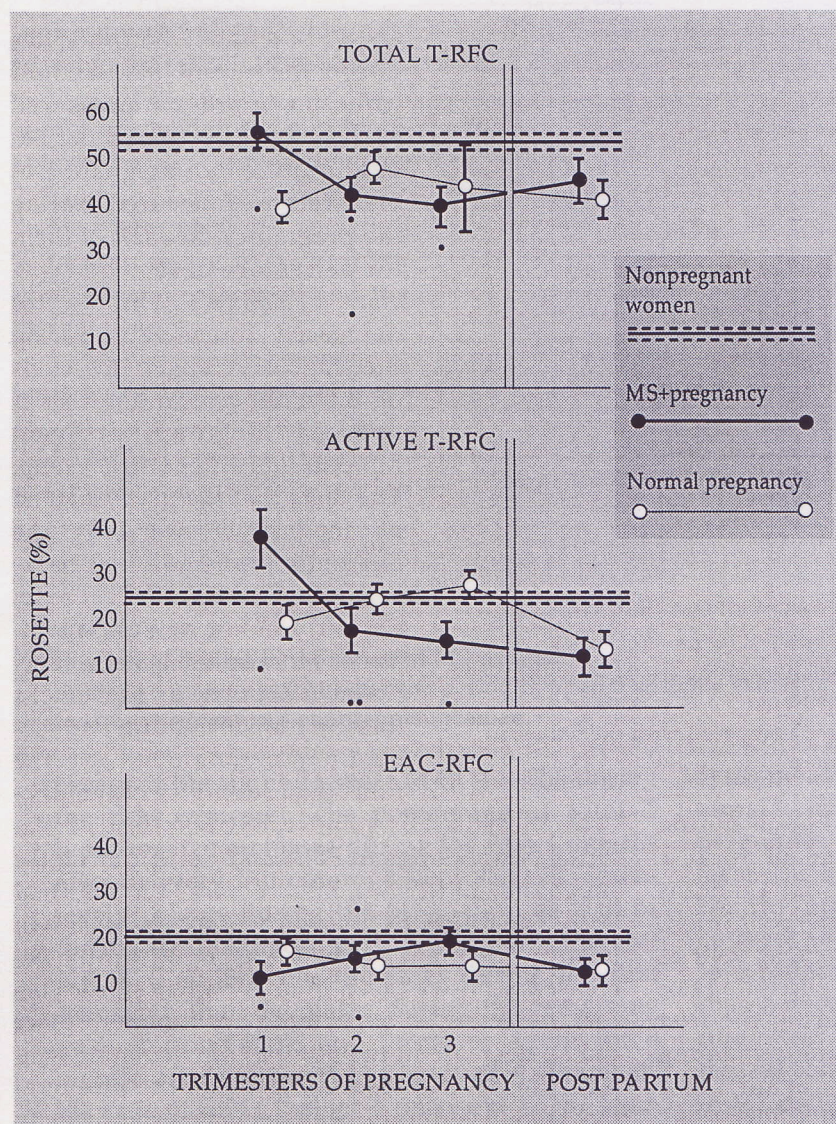 TOTAL T-RFC
60
50
40
30
20
10
Nonpregnant
women
MS+pregnancy
Normal pregnancy
ACTIVE T-RFC
40
30
20
10
ROSETTE (%)
EAC-RFC
40
30
20
10
1 2 3
TRIMESTERS OF PREGNANCY POST PARTUM